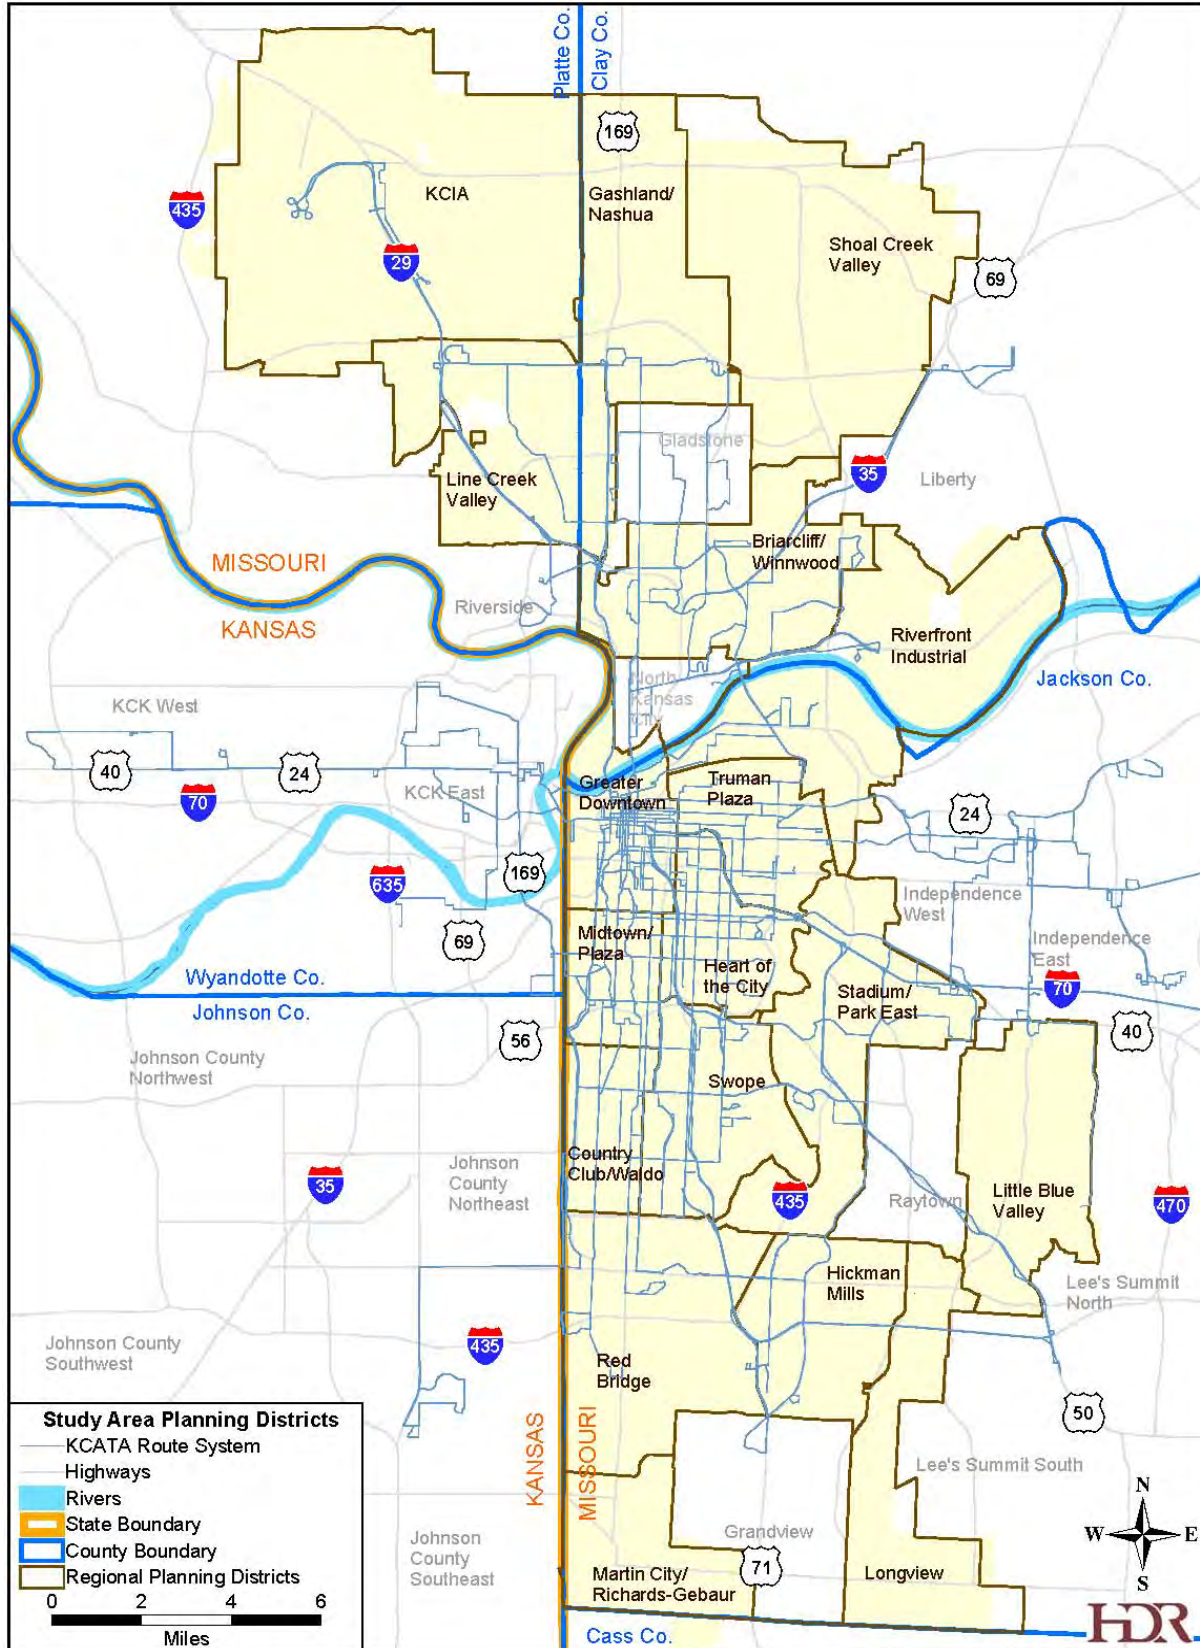 Platte Co.
Clay Co.
169
KCIA
Gashland/
Nashua
435
Shoal Creek
Valley
29
69
Gladstone
35
Liberty
Line Creek
Valley
Briarcliff/
Winnwood
MISSOURI
KANSAS
Riverside
Riverfront
Industrial
Jackson Co.
North
Kansas
City
KCK West
40
24
70
KCK East
Greater
Downtown
Truman
Plaza
24
635
169
69
Independence
West
Midtown/
Plaza
Independence
East
Heart of
the City
Stadium/
Park East
70
40
Wyandotte Co.
Johnson Co.
56
Johnson County
Northwest
Swope
Country
Club/Waldo
Johnson
County
Northeast
35
435
Raytown
Little Blue
Valley
470
Hickman
Mills
Lee's Summit
North
Johnson County
Southwest
435
Red
Bridge
50
KANSAS
MISSOURI
Lee's Summit South
Grandview
71
Johnson
County
Southeast
Martin City/
Richards-Gebaur
Longview
Cass Co.
Study Area Planning Districts
KCATA Route System
Highways
Rivers
State Boundary
County Boundary
Regional Planning Districts
0 2 4 6
Miles
N
W E
S
HDR